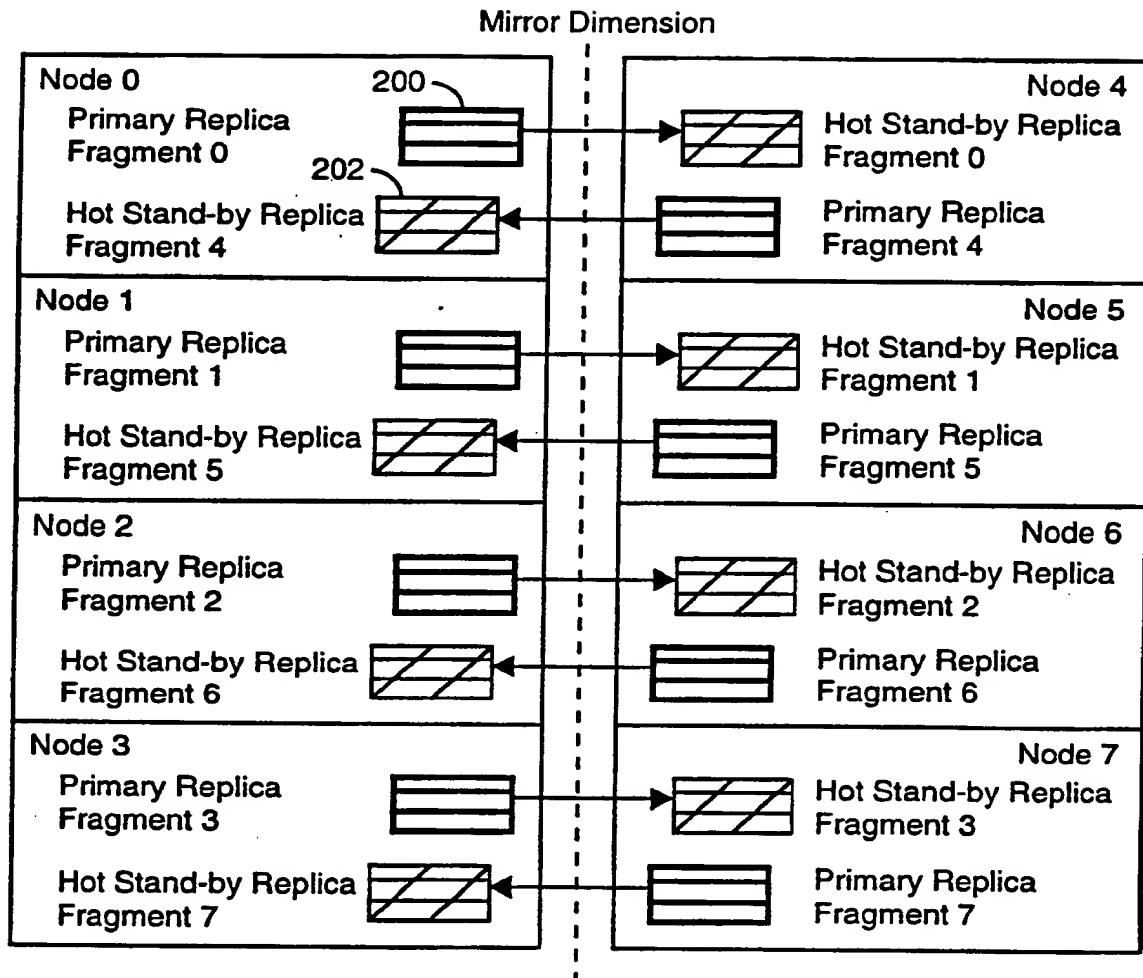 Mirror Dimension
Node 0
200
Primary Replica
Fragment 0
202
Hot Stand-by Replica
Fragment 4
Node 4
Hot Stand-by Replica
Fragment 0
Primary Replica
Fragment 4
Node 1
Primary Replica
Fragment 1
Hot Stand-by Replica
Fragment 5
Node 5
Hot Stand-by Replica
Fragment 1
Primary Replica
Fragment 5
Node 2
Primary Replica
Fragment 2
Hot Stand-by Replica
Fragment 6
Node 6
Hot Stand-by Replica
Fragment 2
Primary Replica
Fragment 6
Node 3
Primary Replica
Fragment 3
Hot Stand-by Replica
Fragment 7
Node 7
Hot Stand-by Replica
Fragment 3
Primary Replica
Fragment 7